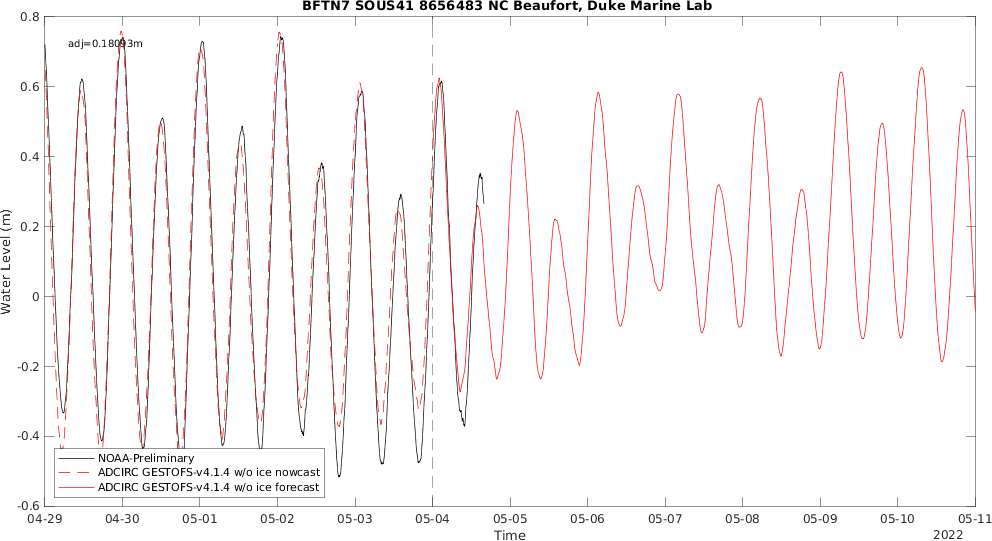 BFTN7 SOUS41 8656483 NC Beaufort, Duke Marine Lab
adj=0.18093m
Water Level (m)
0.8
0.6
0.4
0.2
0
-0.2
-0.4
-0.6
NOAA-Preliminary
ADCIRC GESTOFS-v4.1.4 w/o ice nowcast
ADCIRC GESTOFS-v4.1.4 w/o ice forecast
04-29 04-30 05-01 05-02 05-03 05-04 05-05 05-06 05-07 05-08 05-09 05-10 05-11
Time
2022